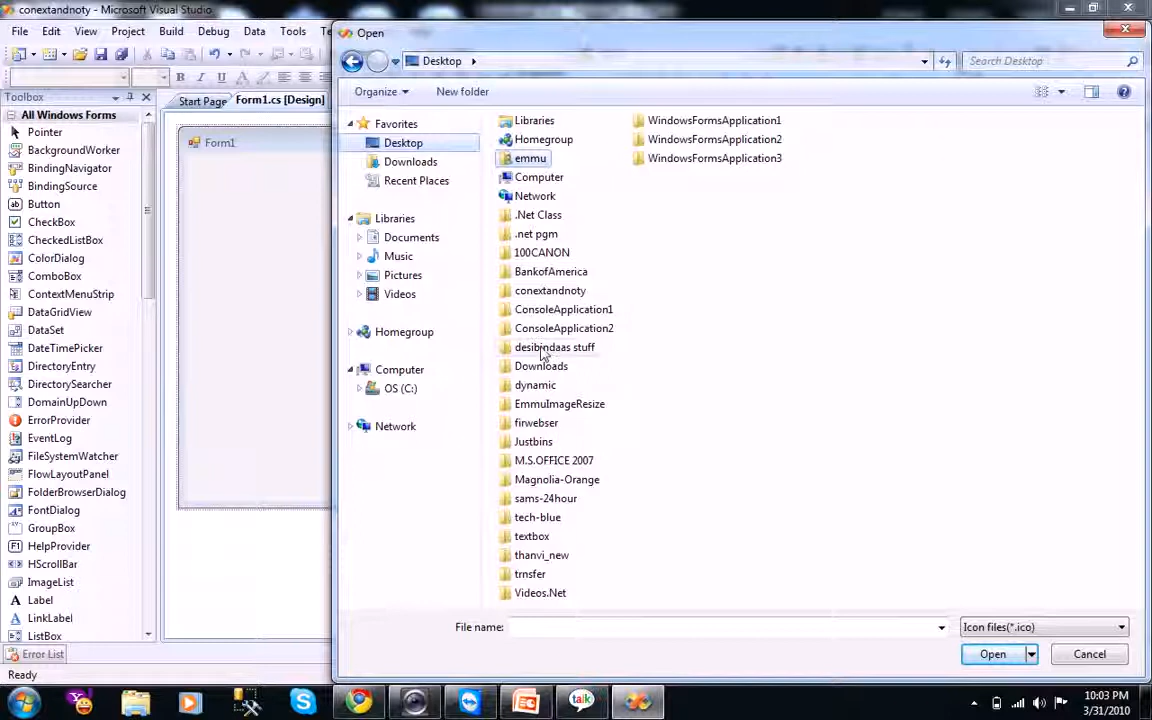 conextandnoty - Microsoft Visual Studio
File Edit View Project Build Debug Data Tools Te
Toolbox
Start Page Form1.cs [Design]
All Windows Forms
Pointer
BackgroundWorker
BindingNavigator
BindingSource
Button
CheckBox
CheckedListBox
ColorDialog
ComboBox
ContextMenuStrip
DataGridView
DataSet
DateTimePicker
DirectoryEntry
DirectorySearcher
DomainUpDown
ErrorProvider
EventLog
FileSystemWatcher
FlowLayoutPanel
FolderBrowserDialog
FontDialog
GroupBox
HelpProvider
HScrollBar
ImageList
Label
LinkLabel
ListBox
Error List
Ready
Form1
Open
Desktop
Search Desktop
Organize New folder
Favorites
Desktop
Downloads
Recent Places
Libraries
Documents
Music
Pictures
Videos
Homegroup
Computer
OS (C:)
Network
Libraries
Homegroup
emmu
Computer
Network
.Net Class
.net pgm
100CANON
BankofAmerica
conextandnoty
ConsoleApplication1
ConsoleApplication2
desibindaas stuff
Downloads
dynamic
EmmuImageResize
firwebser
Justbins
M.S.OFFICE 2007
Magnolia-Orange
sams-24hour
tech-blue
textbox
thanvi_new
trnsfer
Videos.Net
WindowsFormsApplication1
WindowsFormsApplication2
WindowsFormsApplication3
File name:
Icon files(*.ico)
Open Cancel
talk
10:03 PM
3/31/2010